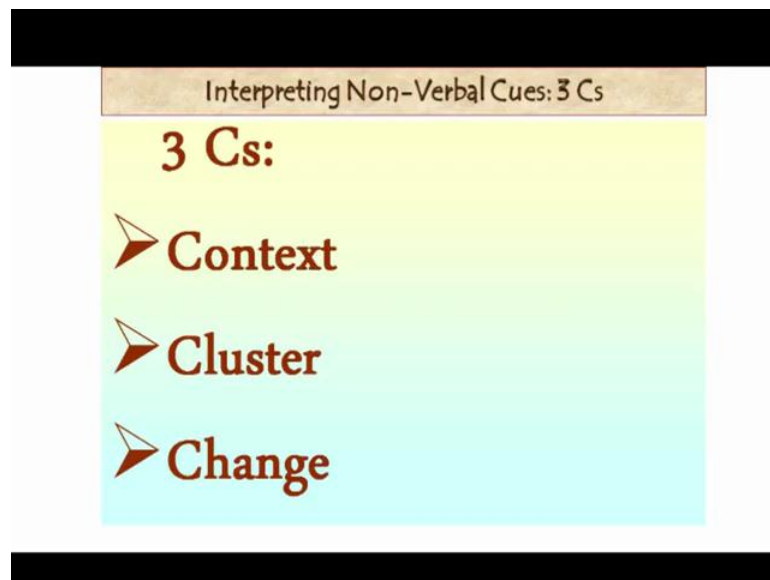 Interpreting Non-Verbal Cues: 3 Cs
3 Cs:
Context
Cluster
Change